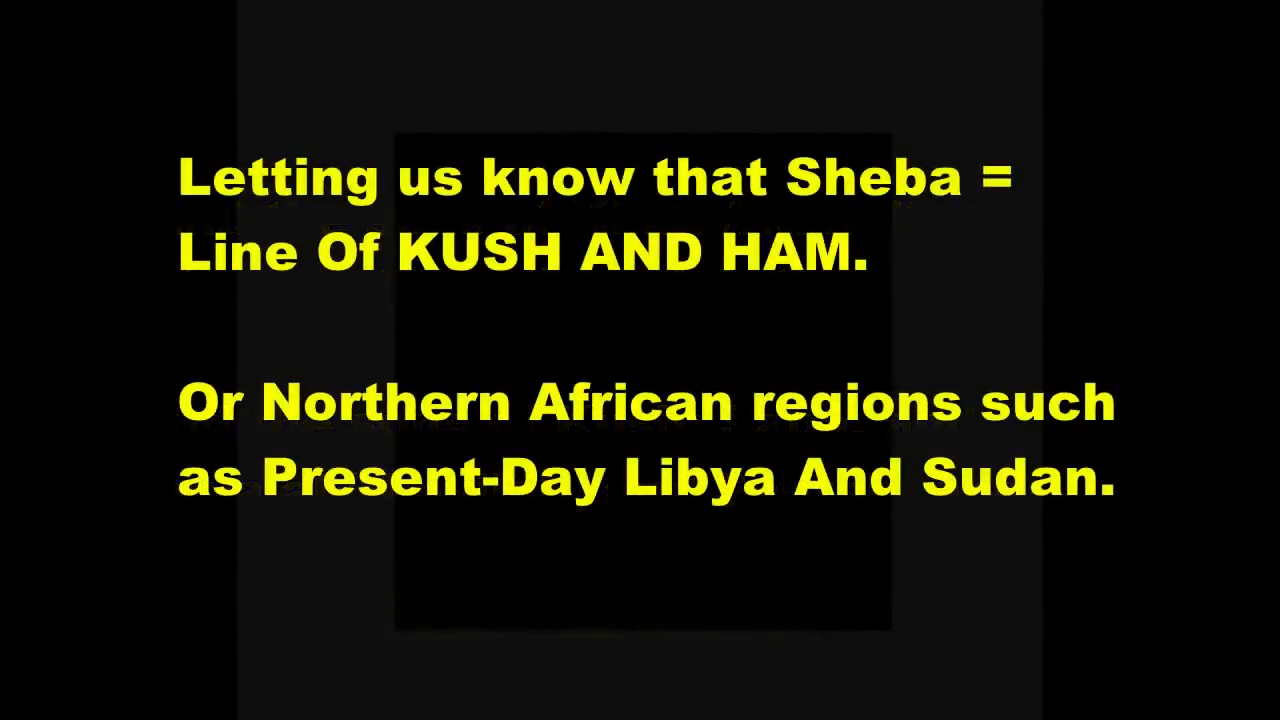 Letting us know that Sheba =
Line Of KUSH AND HAM.
Or Northern African regions such
as Present-Day Libya And Sudan.